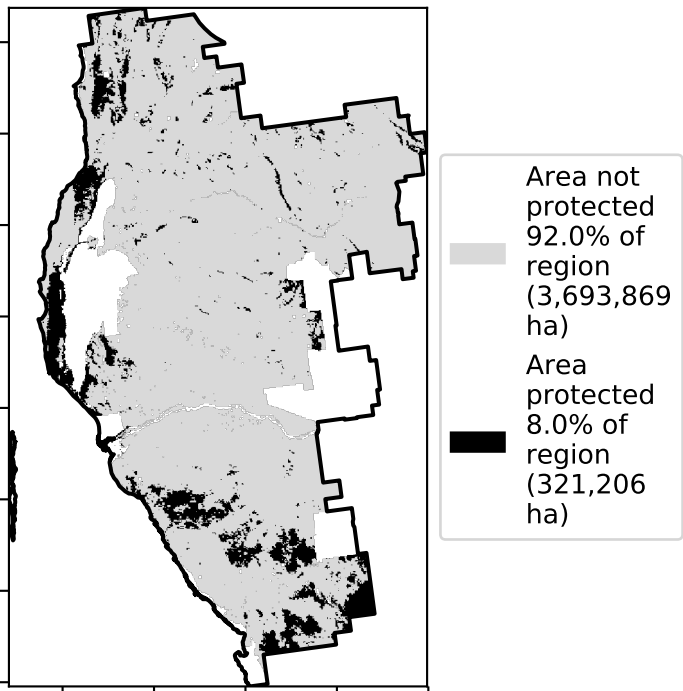 Area not
protected
92.0% of
region
(3,693,869
ha)
Area
protected
8.0% of
region
(321,206
ha)